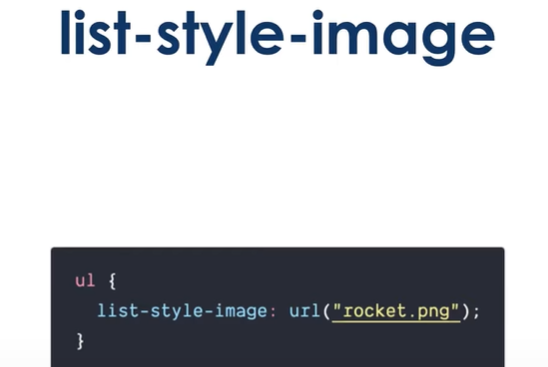 list-style-image
ul {
  list-style-image: url("rocket.png");
}